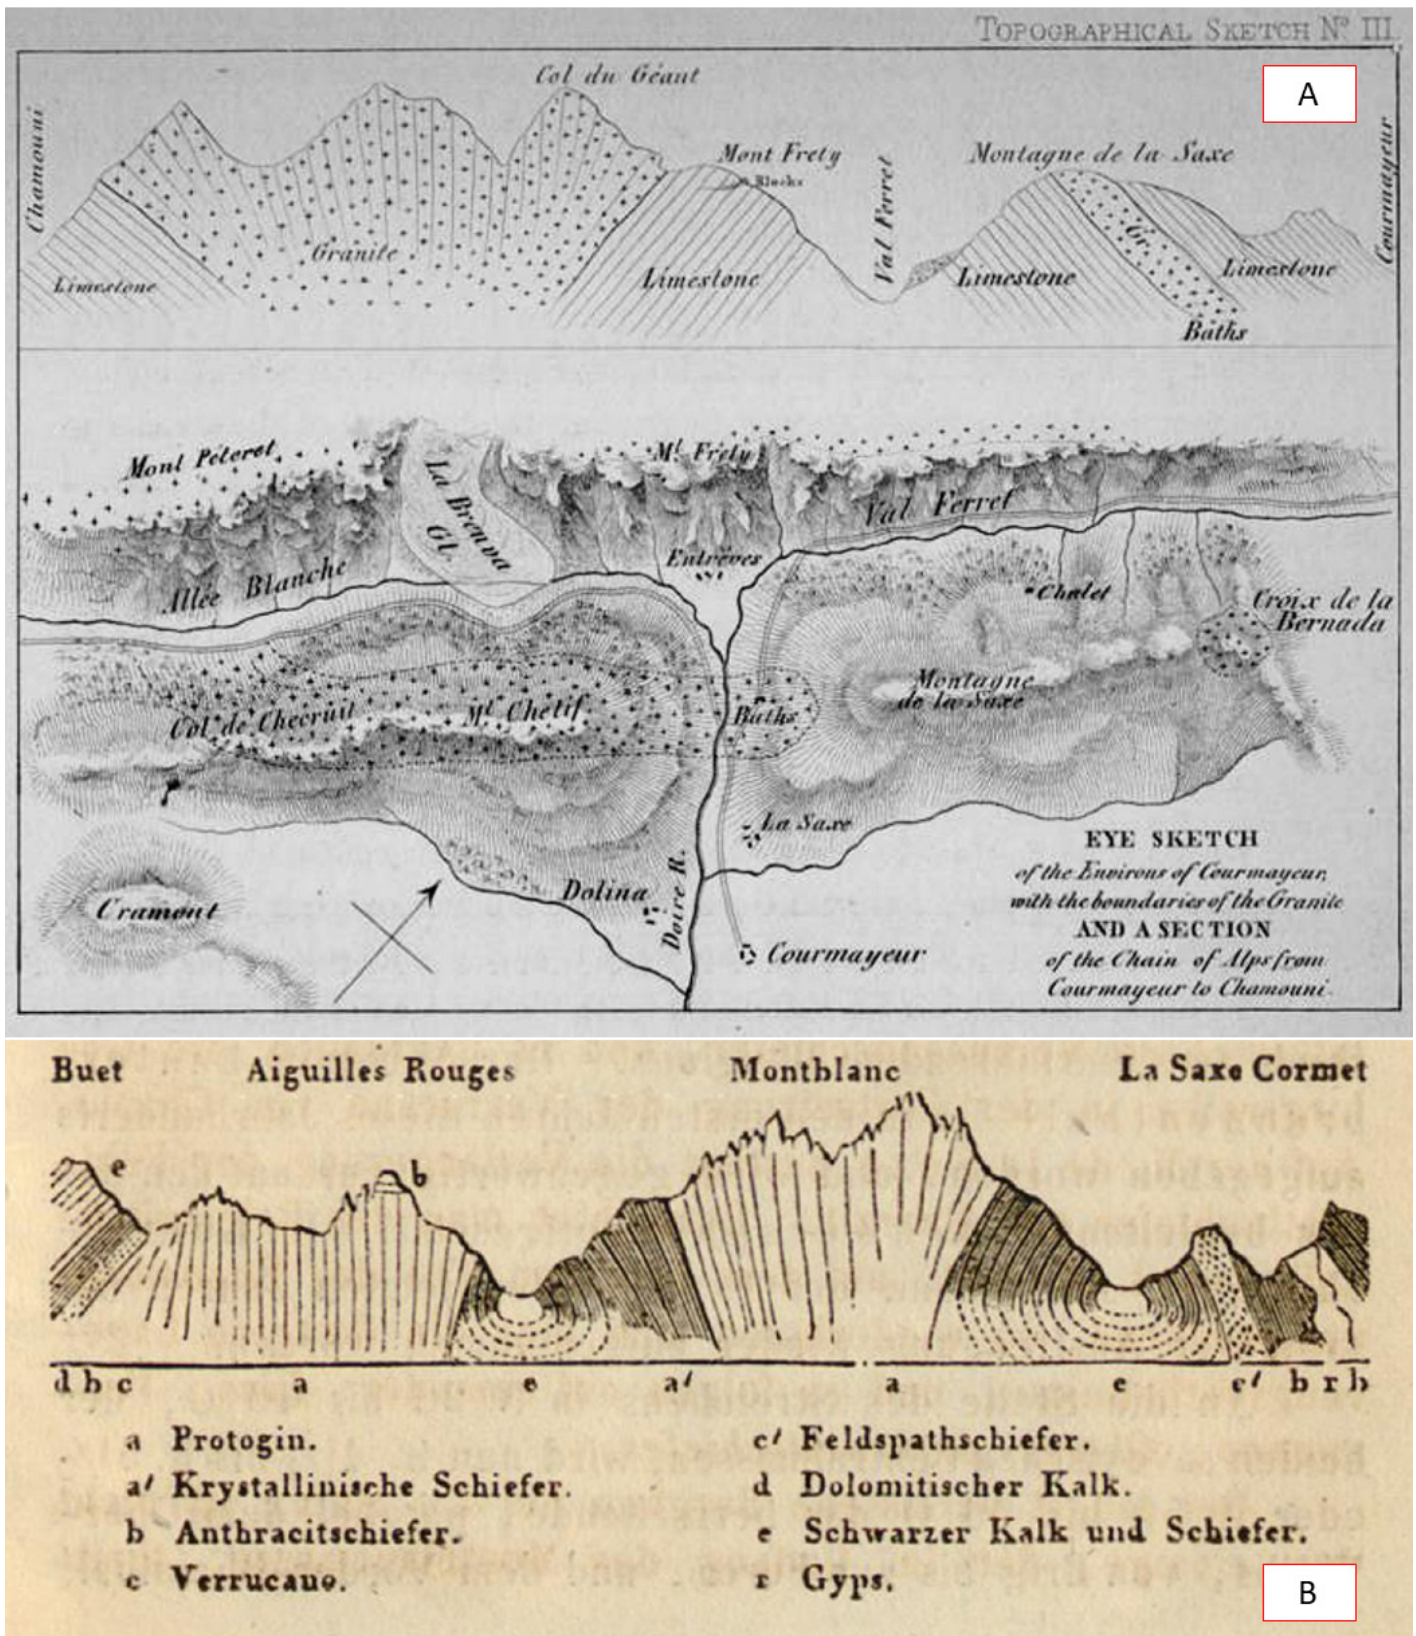 TOPOGRAPHICAL SKETCH No. III.
A
Chamouni
Col du Géant
Mont Frety
Blocks
Val Ferret
Montagne de la Saxe
Courmayeur
Limestone
Granite
Limestone
Limestone
Gr.
Limestone
Baths
Mont Péteret
La Brenva
Gl.
Mt. Frety
Val Ferret
Allée Blanche
Entrèves
Chalet
Croix de la
Bernada
Col de Checruit
Mt. Chetif
Baths
Montagne
de la Saxe
La Saxe
Cramont
Dolina
Doire R.
Courmayeur
EYE SKETCH
of the Environs of Courmayeur,
with the boundaries of the Granite
AND A SECTION
of the Chain of Alps from
Courmayeur to Chamouni.
Buet Aiguilles Rouges Montblanc La Saxe Cormet
e b
d b c a e a′ a e c′ b r b
a Protogin.
a′ Krystallinische Schiefer.
b Anthracitschiefer.
c Verrucano.
c′ Feldspathschiefer.
d Dolomitischer Kalk.
e Schwarzer Kalk und Schiefer.
r Gyps.
B